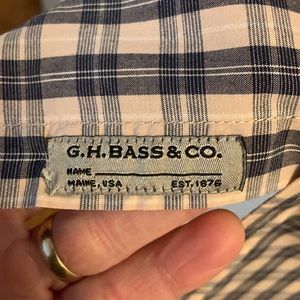 G.H.BASS & CO.
NAME
MAINE, USA EST. 1876